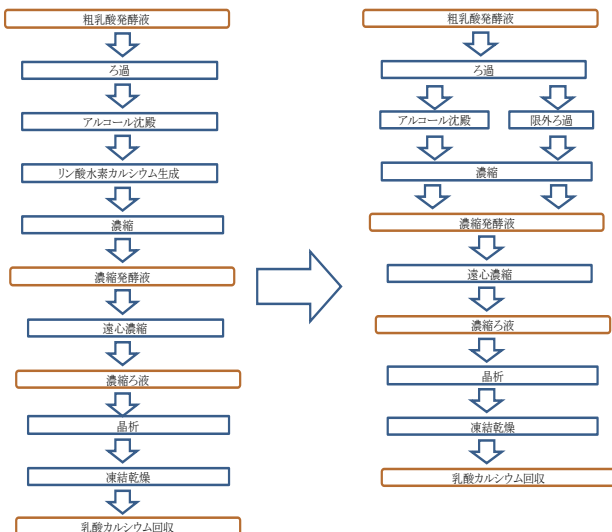 粗乳酸発酵液
ろ過
アルコール沈殿
リン酸水素カルシウム生成
濃縮
濃縮発酵液
遠心濃縮
濃縮ろ液
晶析
凍結乾燥
乳酸カルシウム回収
粗乳酸発酵液
ろ過
アルコール沈殿
限外ろ過
濃縮
濃縮発酵液
遠心濃縮
濃縮ろ液
晶析
凍結乾燥
乳酸カルシウム回収